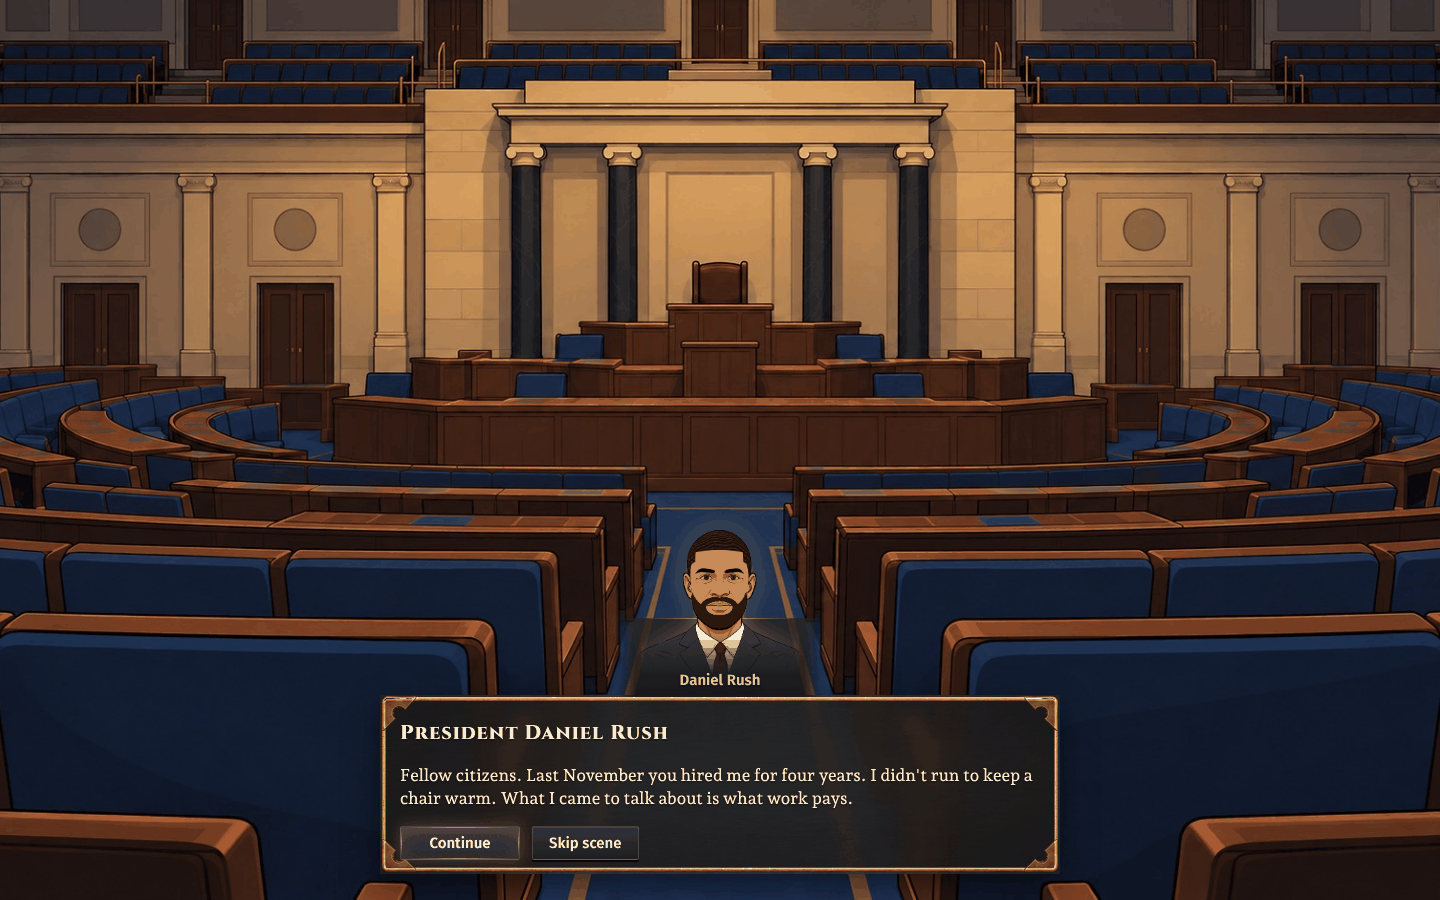 Daniel Rush
President Daniel Rush
Fellow citizens. Last November you hired me for four years. I didn't run to keep a
chair warm. What I came to talk about is what work pays.
Continue
Skip scene